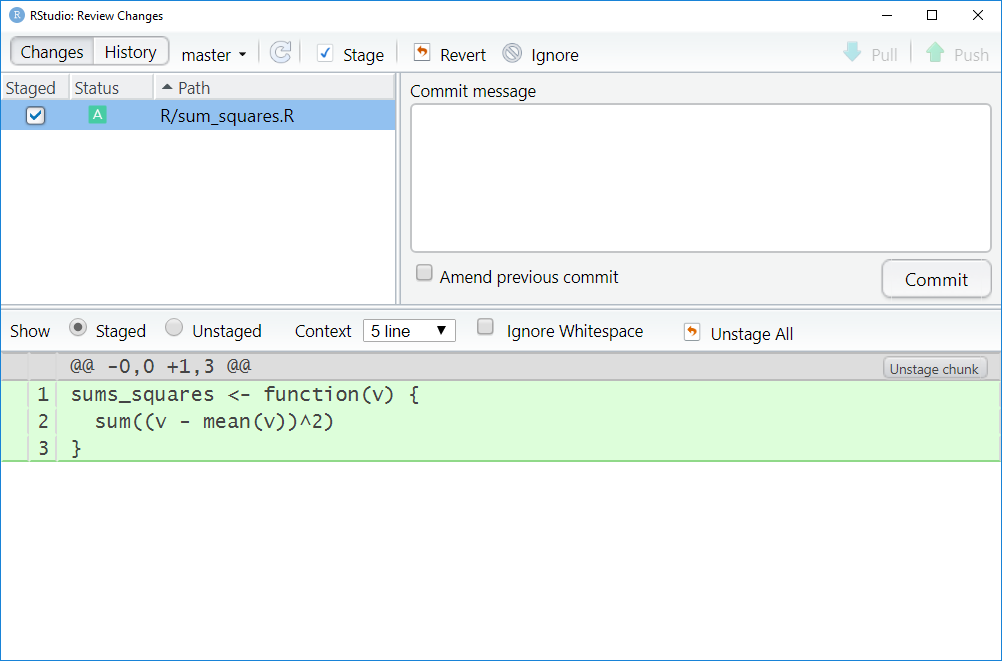 R RStudio: Review Changes
Changes History master Stage Revert Ignore Pull Push
Staged Status Path
A R/sum_squares.R
Commit message
Amend previous commit Commit
Show Staged Unstaged Context 5 line Ignore Whitespace Unstage All
@@ -0,0 +1,3 @@ Unstage chunk
1 sums_squares <- function(v) {
2   sum((v - mean(v))^2)
3 }